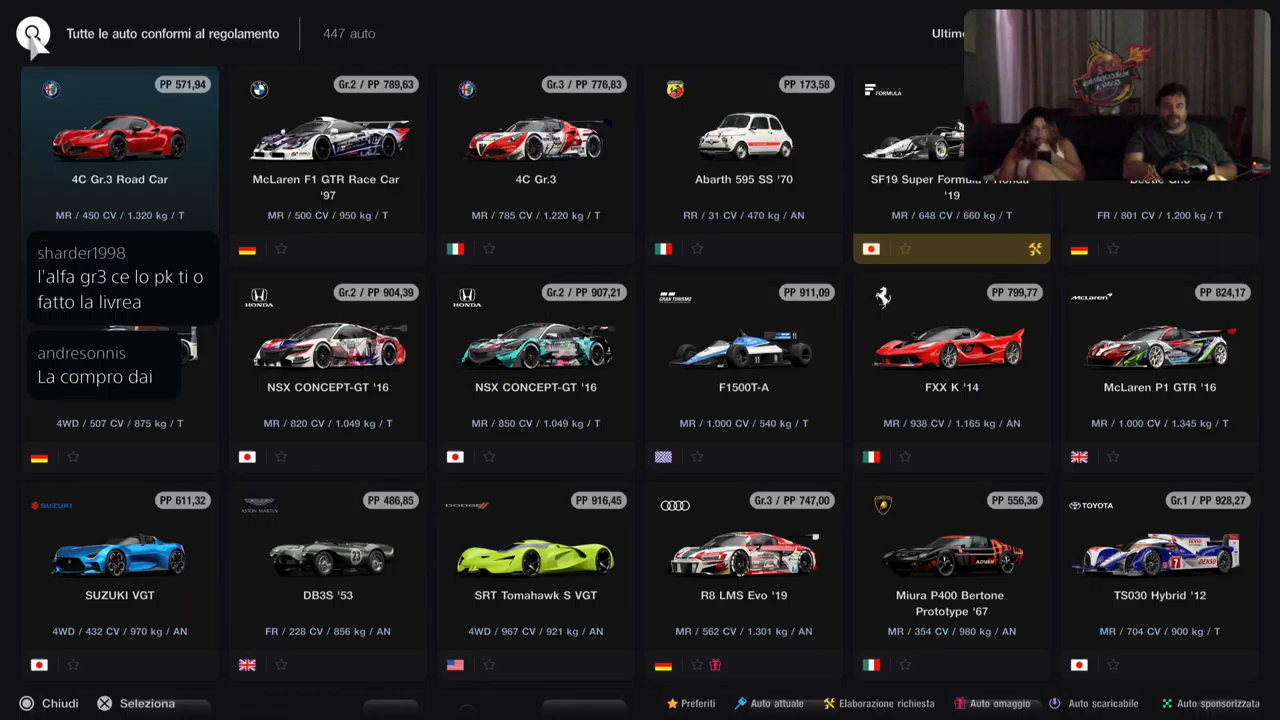 Tutte le auto conformi al regolamento
447 auto
PP 571,94
4C Gr.3 Road Car
MR / 450 CV / 1.320 kg / T
Gr.2 / PP 789,63
McLaren F1 GTR Race Car
'97
MR / 500 CV / 950 kg / T
Gr.3 / PP 776,83
4C Gr.3
MR / 785 CV / 1.220 kg / T
PP 173,58
Abarth 595 SS '70
RR / 31 CV / 470 kg / AN
FORMULA
SF19 Super Formula / Honda
'19
MR / 648 CV / 660 kg / T
FR / 801 CV / 1.200 kg / T
sharder1998
l'alfa gr3 ce lo pk ti o
fatto la livrea
andresonnis
La compro dai
4WD / 507 CV / 875 kg / T
HONDA
Gr.2 / PP 904,39
NSX CONCEPT-GT '16
MR / 820 CV / 1.049 kg / T
HONDA
Gr.2 / PP 907,21
NSX CONCEPT-GT '16
MR / 850 CV / 1.049 kg / T
GRAN TURISMO
PP 911,09
F1500T-A
MR / 1.000 CV / 540 kg / T
PP 799,77
FXX K '14
MR / 938 CV / 1.165 kg / AN
McLaren
PP 824,17
McLaren P1 GTR '16
MR / 1.000 CV / 1.345 kg / T
SUZUKI
PP 611,32
SUZUKI VGT
4WD / 432 CV / 970 kg / AN
ASTON MARTIN
PP 486,85
DB3S '53
FR / 228 CV / 856 kg / AN
DODGE
PP 916,45
SRT Tomahawk S VGT
4WD / 967 CV / 921 kg / AN
Gr.3 / PP 747,00
R8 LMS Evo '19
MR / 562 CV / 1.301 kg / AN
PP 556,36
Miura P400 Bertone
Prototype '67
MR / 354 CV / 980 kg / AN
TOYOTA
Gr.1 / PP 928,27
TS030 Hybrid '12
MR / 704 CV / 900 kg / T
Chiudi
Seleziona
Preferiti
Auto attuale
Elaborazione richiesta
Auto omaggio
Auto scaricabile
Auto sponsorizzata